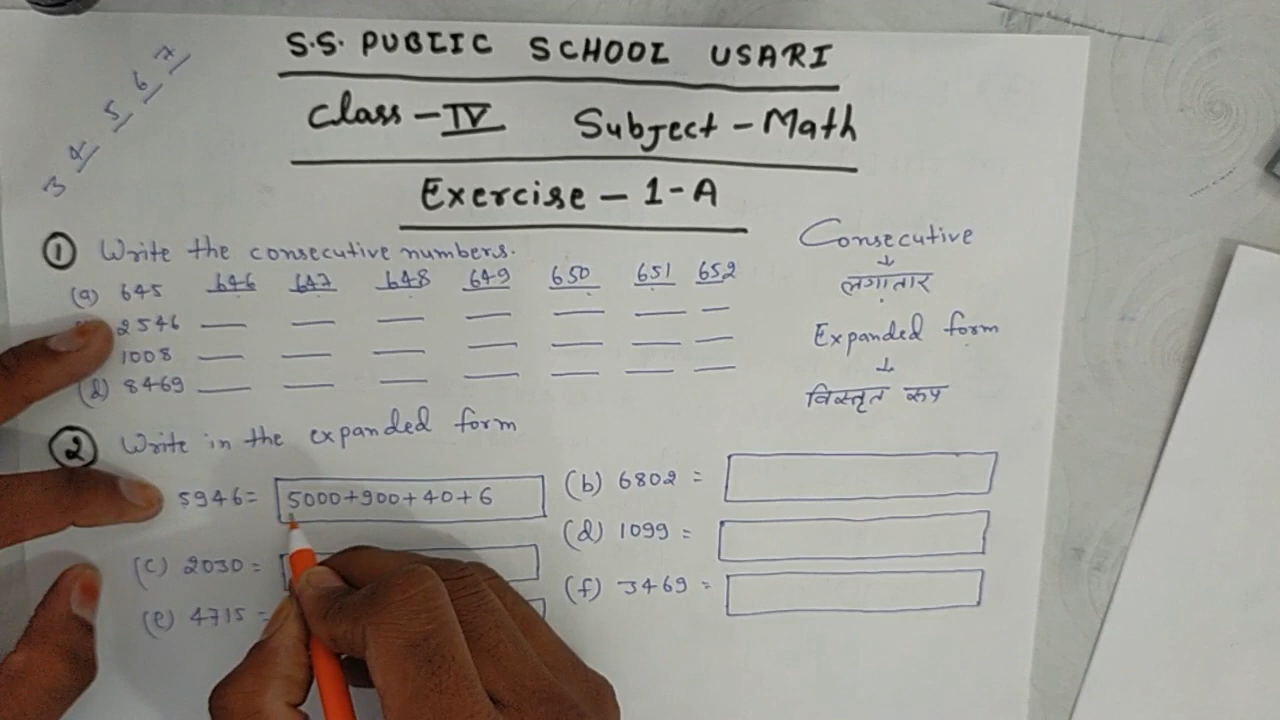 S.S. PUBLIC SCHOOL USARI
Class - IV Subject - Math
Exercise - 1-A
3 4 5 6 7
① Write the consecutive numbers.
(a) 645 646 647 648 649 650 651 652
2546
1008
(d) 8469
Consecutive
↓
लगातार
Expanded form
↓
विस्तृत रूप
② Write in the expanded form
5946 = 5000+900+40+6 (b) 6802 =
(c) 2030 = (d) 1099 =
(e) 4715 = (f) 3469 =